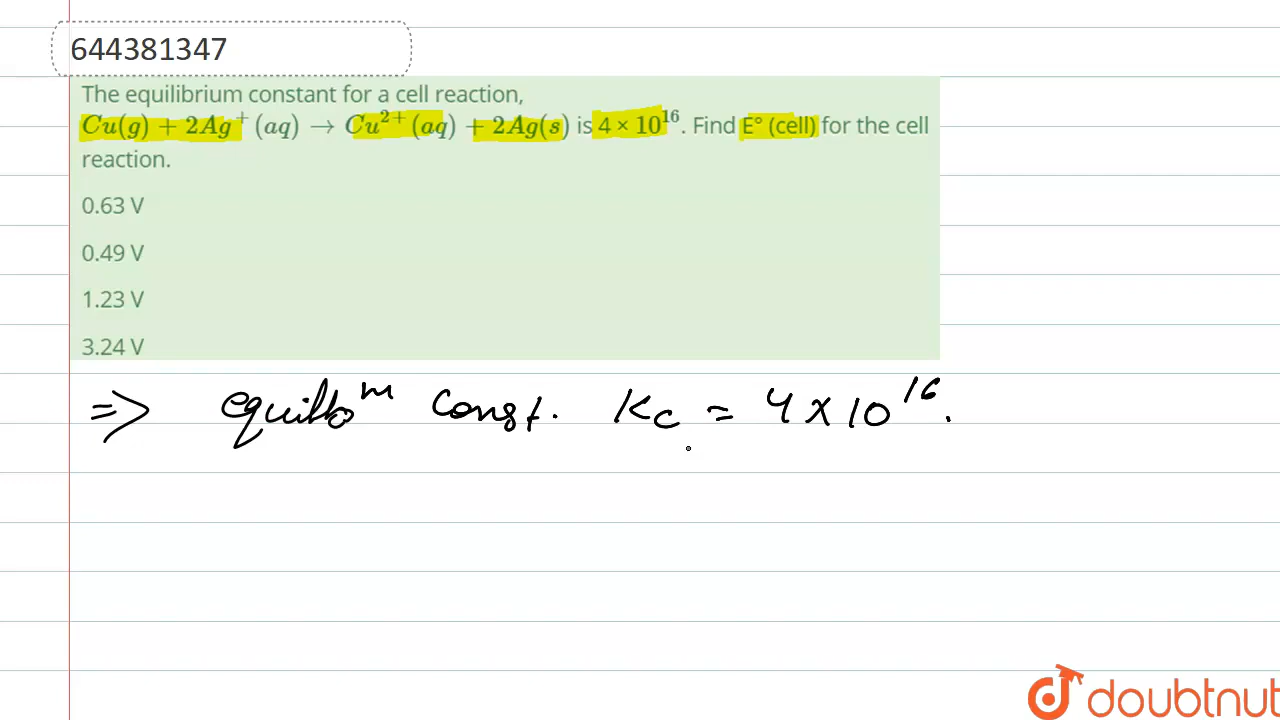 644381347
The equilibrium constant for a cell reaction,
Cu(g) + 2Ag⁺(aq) → Cu²⁺(aq) + 2Ag(s) is 4 × 10¹⁶. Find E° (cell) for the cell
reaction.
0.63 V
0.49 V
1.23 V
3.24 V
=> equilbᵐ const. Kc = 4 × 10¹⁶.
doubtnut